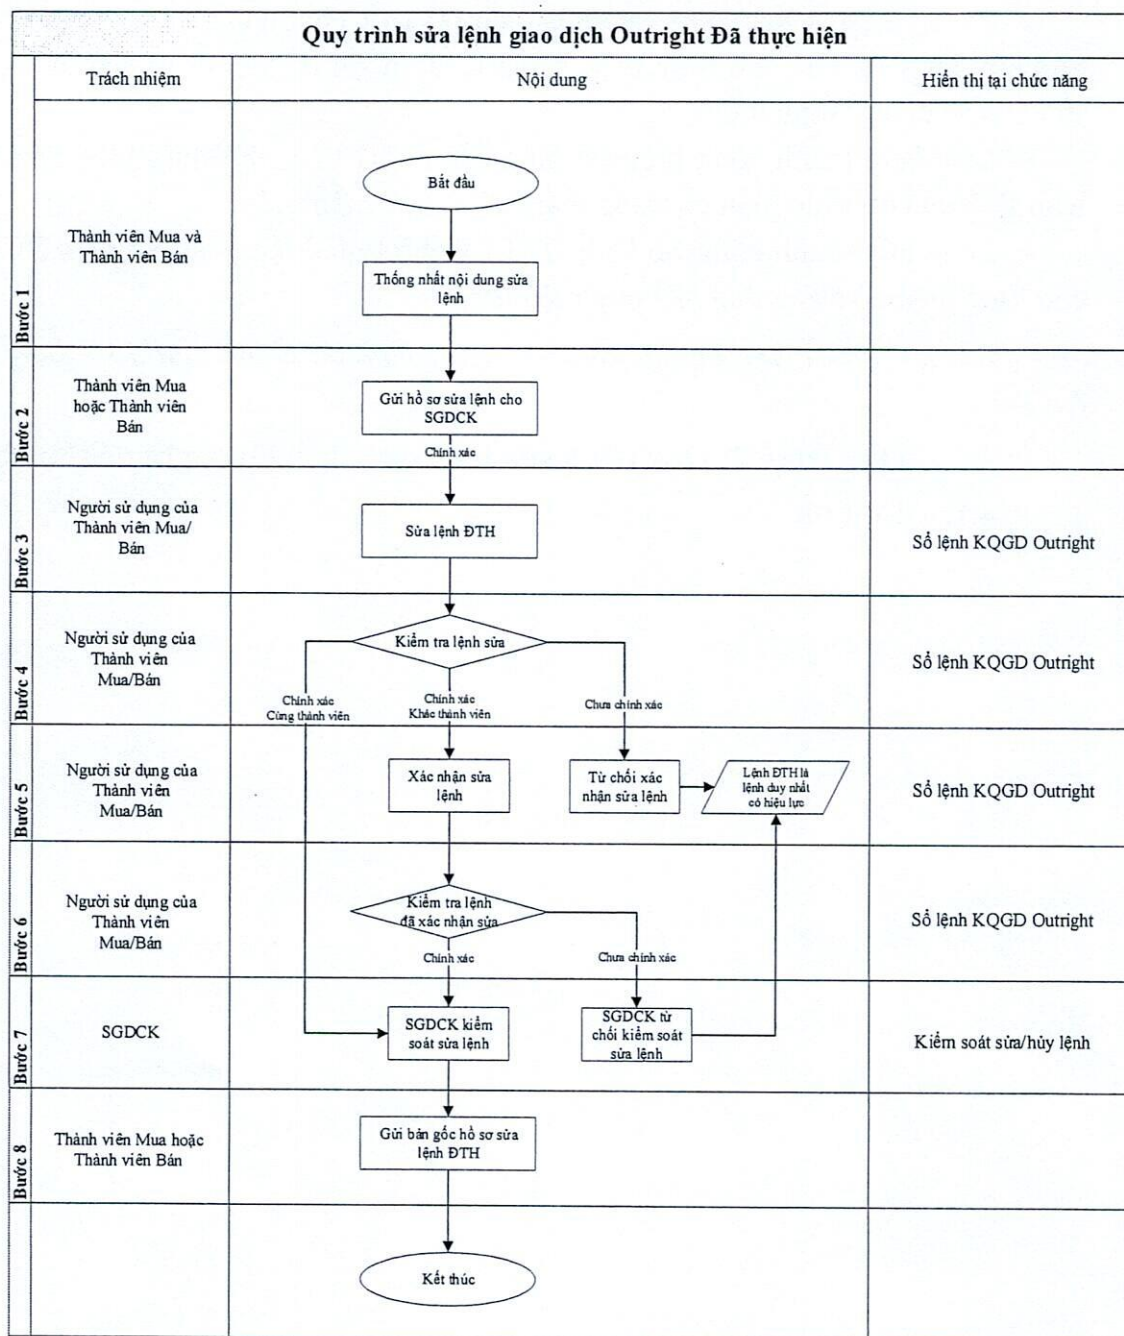 Quy trình sửa lệnh giao dịch Outright Đã thực hiện
Trách nhiệm
Nội dung
Hiển thị tại chức năng
Bước 1
Thành viên Mua và
Thành viên Bán
Bắt đầu
Thống nhất nội dung sửa
lệnh
Bước 2
Thành viên Mua
hoặc Thành viên
Bán
Gửi hồ sơ sửa lệnh cho
SGDCK
Chính xác
Bước 3
Người sử dụng của
Thành viên Mua/
Bán
Sửa lệnh ĐTH
Sổ lệnh KQGD Outright
Bước 4
Người sử dụng của
Thành viên
Mua/Bán
Kiểm tra lệnh sửa
Chính xác
Cùng thành viên
Chính xác
Khác thành viên
Chưa chính xác
Sổ lệnh KQGD Outright
Bước 5
Người sử dụng của
Thành viên
Mua/Bán
Xác nhận sửa
lệnh
Từ chối xác
nhận sửa lệnh
Lệnh ĐTH là
lệnh duy nhất
có hiệu lực
Sổ lệnh KQGD Outright
Bước 6
Người sử dụng của
Thành viên
Mua/Bán
Kiểm tra lệnh
đã xác nhận sửa
Chính xác
Chưa chính xác
Sổ lệnh KQGD Outright
Bước 7
SGDCK
SGDCK kiểm
soát sửa lệnh
SGDCK từ
chối kiểm soát
sửa lệnh
Kiểm soát sửa/hủy lệnh
Bước 8
Thành viên Mua hoặc
Thành viên Bán
Gửi bản gốc hồ sơ sửa
lệnh ĐTH
Kết thúc